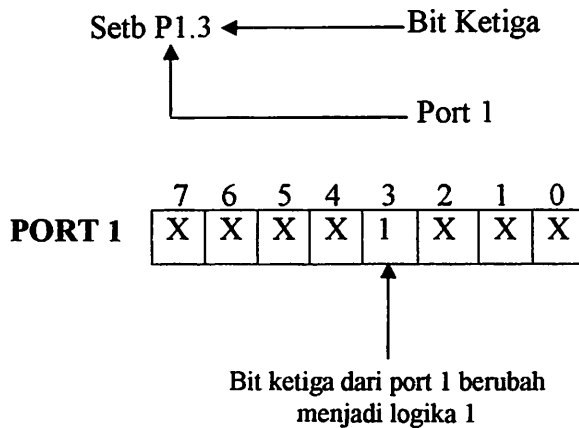 Setb P1.3 Bit Ketiga
Port 1
7 6 5 4 3 2 1 0
PORT 1 X X X X 1 X X X
Bit ketiga dari port 1 berubah
menjadi logika 1